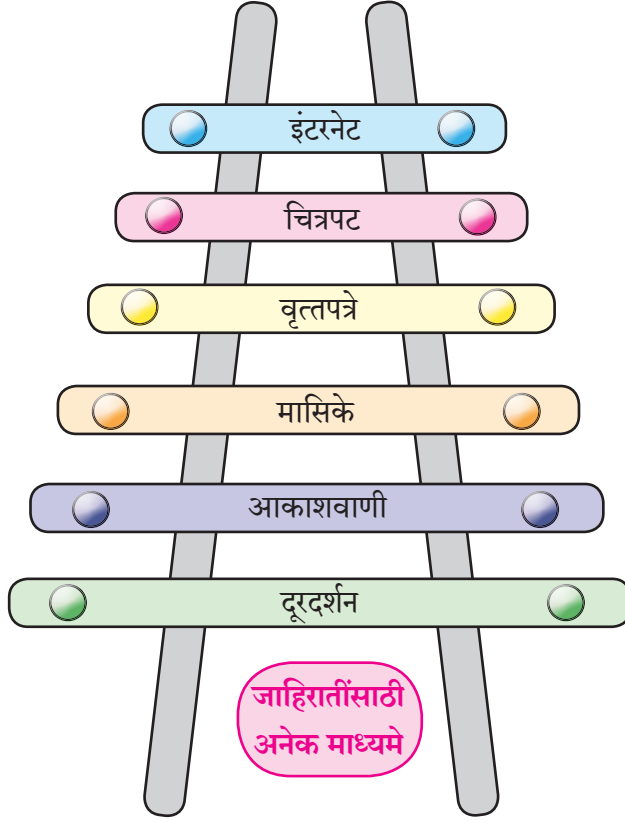 इंटरनेट
चित्रपट
वृत्तपत्रे
मासिके
आकाशवाणी
दूरदर्शन
जाहिरातींसाठी
अनेक माध्यमे